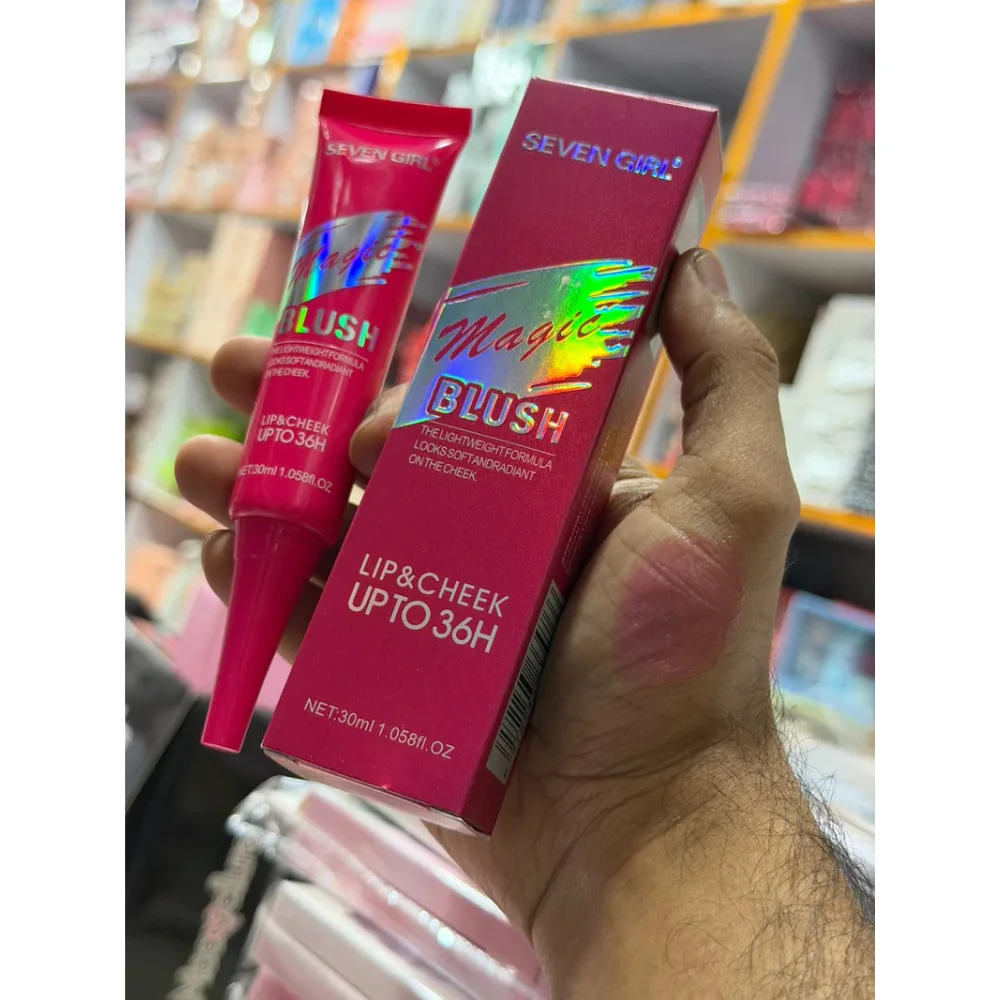 SEVEN GIRL®
Magic
BLUSH
THE LIGHTWEIGHT FORMULA
LOOKS SOFT AND RADIANT
ON THE CHEEK.
LIP&CHEEK
UP TO 36H
NET:30ml 1.058fl.OZ
SEVEN GIRL®
Magic
BLUSH
THE LIGHTWEIGHT FORMULA
LOOKS SOFT AND RADIANT
ON THE CHEEK.
LIP&CHEEK
UP TO 36H
NET:30ml 1.058fl.OZ